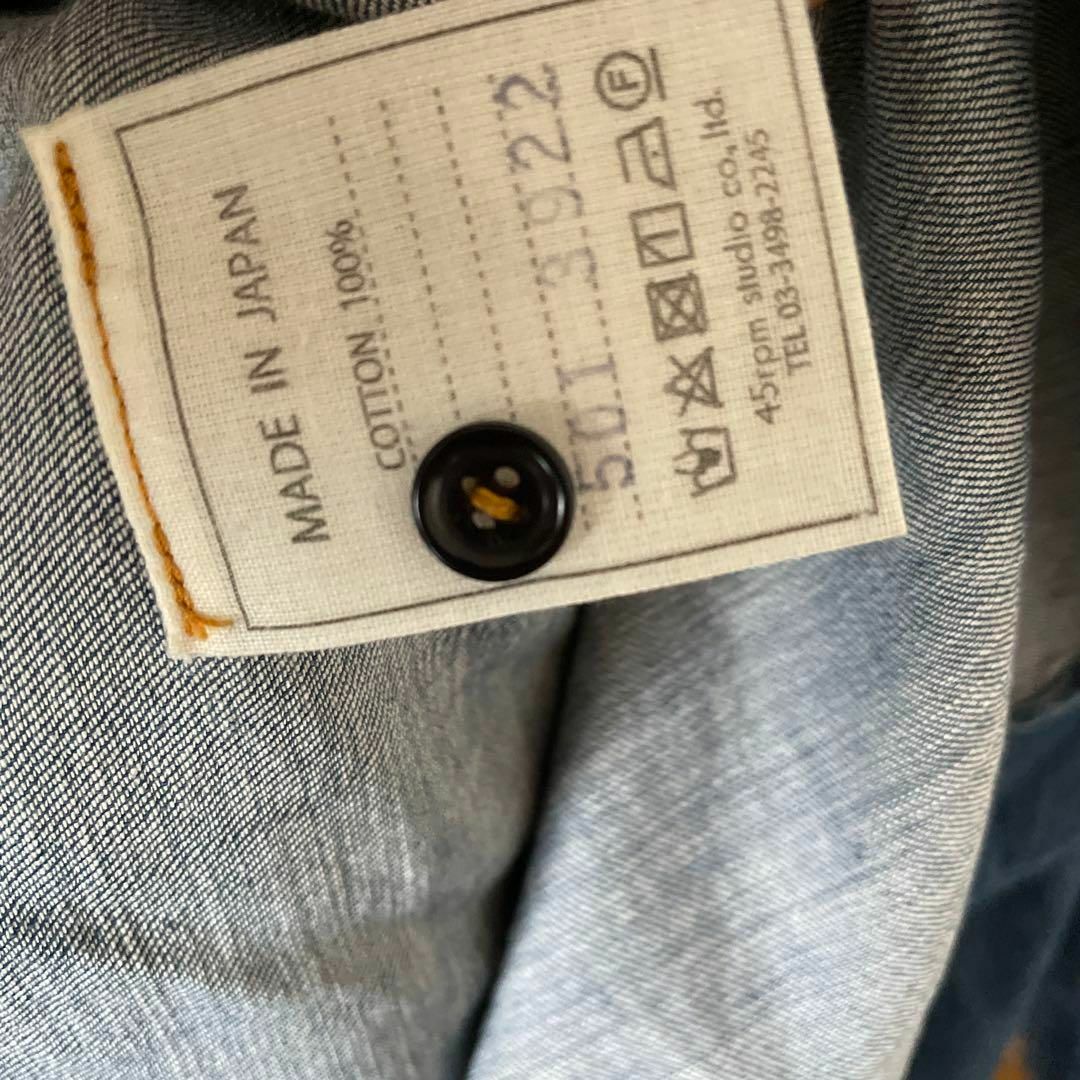 MADE IN JAPAN
COTTON 100%
501 3922
F
45rpm studio co., ltd.
TEL 03-3498-2245